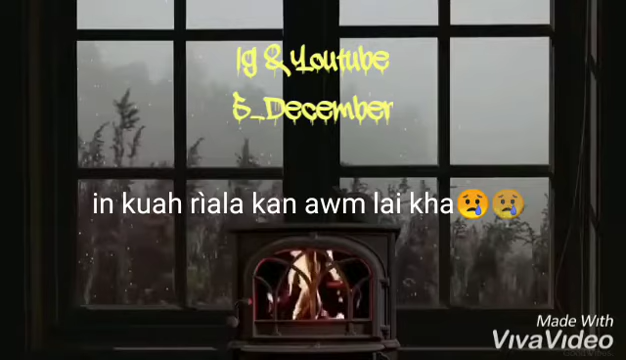 Ig & Youtube
5_December
in kuah rìala kan awm lai kha😢😢
Made With
VivaVideo